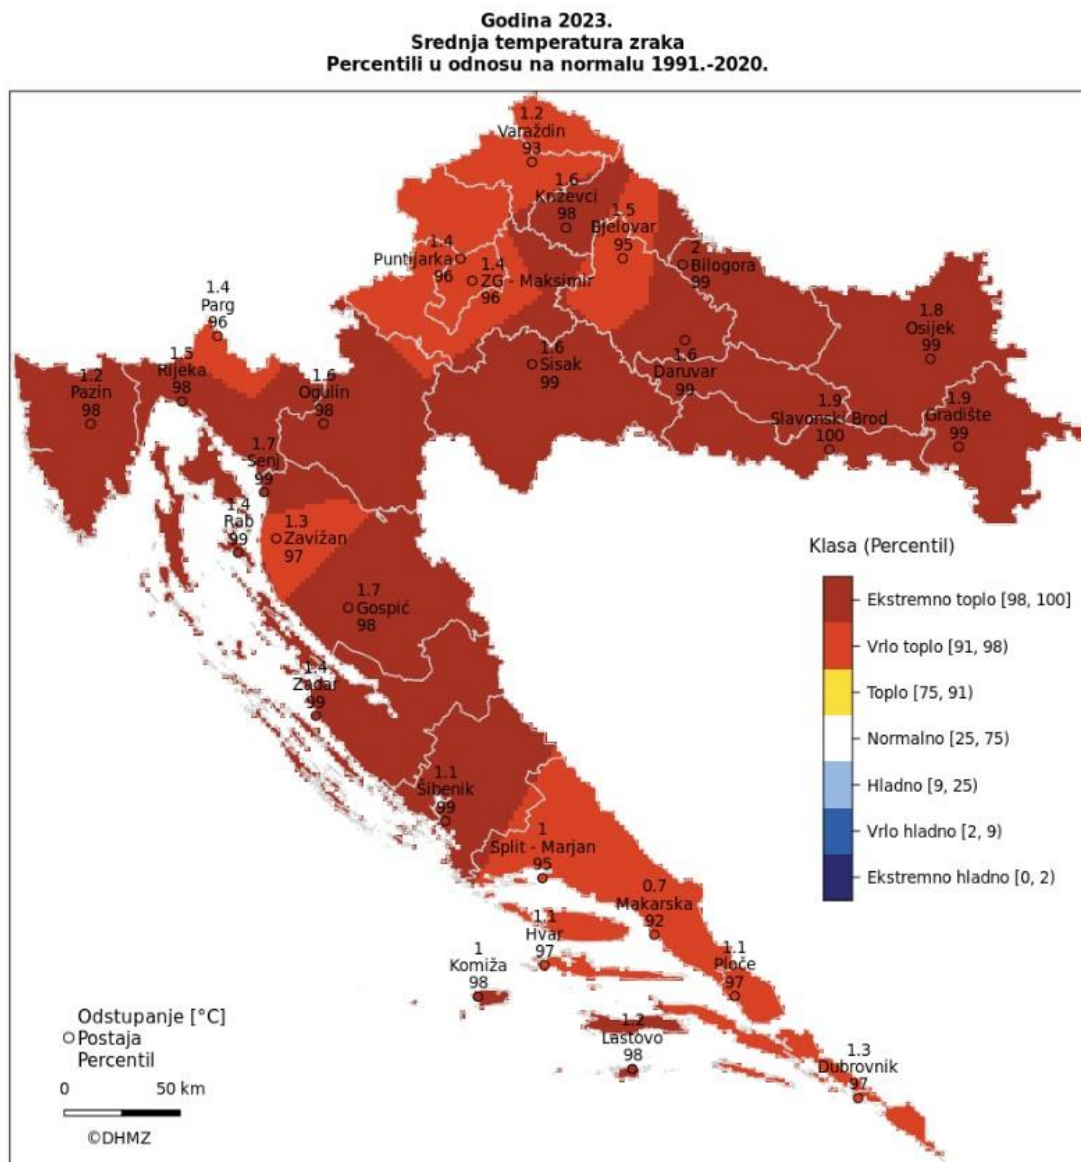 Godina 2023.
Srednja temperatura zraka
Percentili u odnosu na normalu 1991.-2020.
1.2
Varaždin
93
1.6
Križevci
98
1.5
Bjelovar
95
2
Bilogora
99
1.4
Puntijarka
96
1.4
ZG - Maksimir
96
1.4
Parg
96
1.8
Osijek
99
1.2
Pazin
98
1.5
Rijeka
98
1.6
Ogulin
98
1.6
Sisak
99
1.6
Daruvar
99
1.9
Slavonski Brod
100
1.9
Gradište
99
1.7
Senj
99
1.4
Rab
99
1.3
Zavižan
97
1.7
Gospić
98
1.4
Zadar
99
1.1
Šibenik
99
1
Split - Marjan
95
0.7
Makarska
92
1.1
Hvar
97
1
Komiža
98
1.1
Ploče
97
1.2
Lastovo
98
1.3
Dubrovnik
97
Klasa (Percentil)
Ekstremno toplo [98, 100]
Vrlo toplo [91, 98)
Toplo [75, 91)
Normalno [25, 75)
Hladno [9, 25)
Vrlo hladno [2, 9)
Ekstremno hladno [0, 2)
Odstupanje [°C]
Postaja
Percentil
0 50 km
©DHMZ